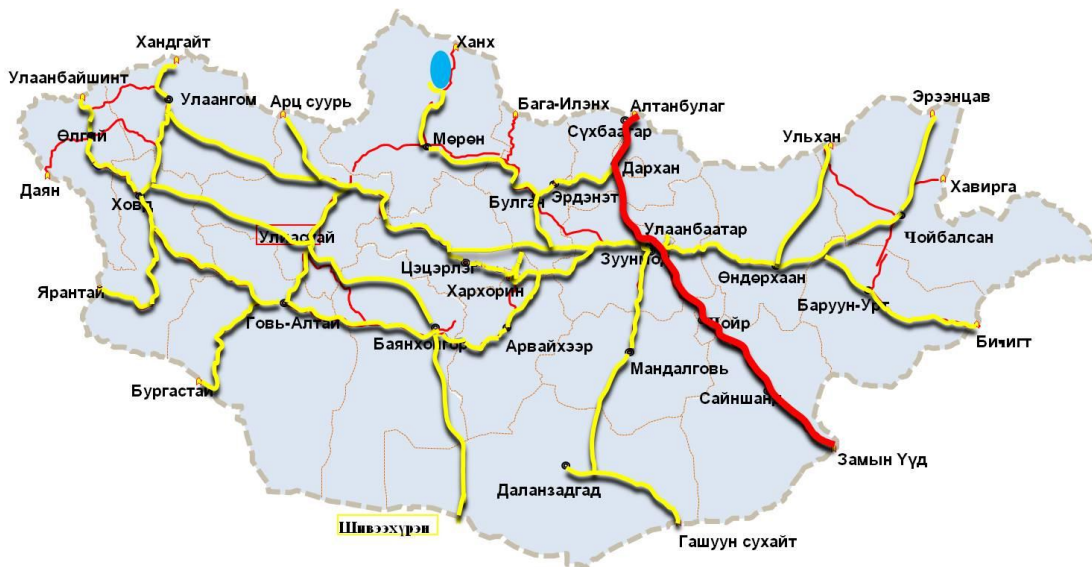 Хандгайт
Ханх
Улаанбайшинт
Улаангом
Арц суурь
Бага-Илэнх
Алтанбулаг
Эрээнцав
Сүхбаатар
Өлгий
Мөрөн
Ульхан
Дархан
Даян
Ховд
Булган
Эрдэнэт
Хавирга
Улаанбаатар
Улиастай
Чойбалсан
Зуунмод
Цэцэрлэг
Өндөрхаан
Ярантай
Хархорин
Баруун-Урт
Говь-Алтай
Чойр
Баянхонгор
Арвайхээр
Бичигт
Мандалговь
Бургастай
Сайншанд
Замын Үүд
Даланзадгад
Шивээхүрэн
Гашуун сухайт